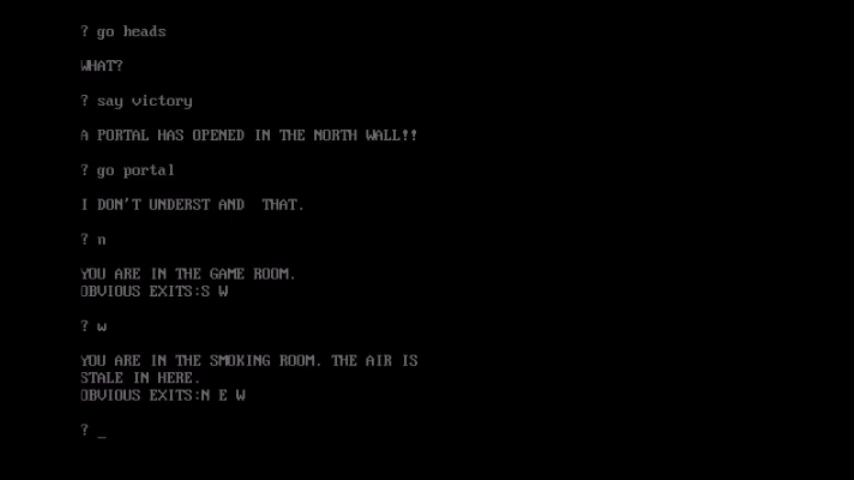 ? go heads
WHAT?
? say victory
A PORTAL HAS OPENED IN THE NORTH WALL!!
? go portal
I DON'T UNDERST AND  THAT.
? n
YOU ARE IN THE GAME ROOM.
OBVIOUS EXITS:S W
? w
YOU ARE IN THE SMOKING ROOM. THE AIR IS
STALE IN HERE.
OBVIOUS EXITS:N E W
? _